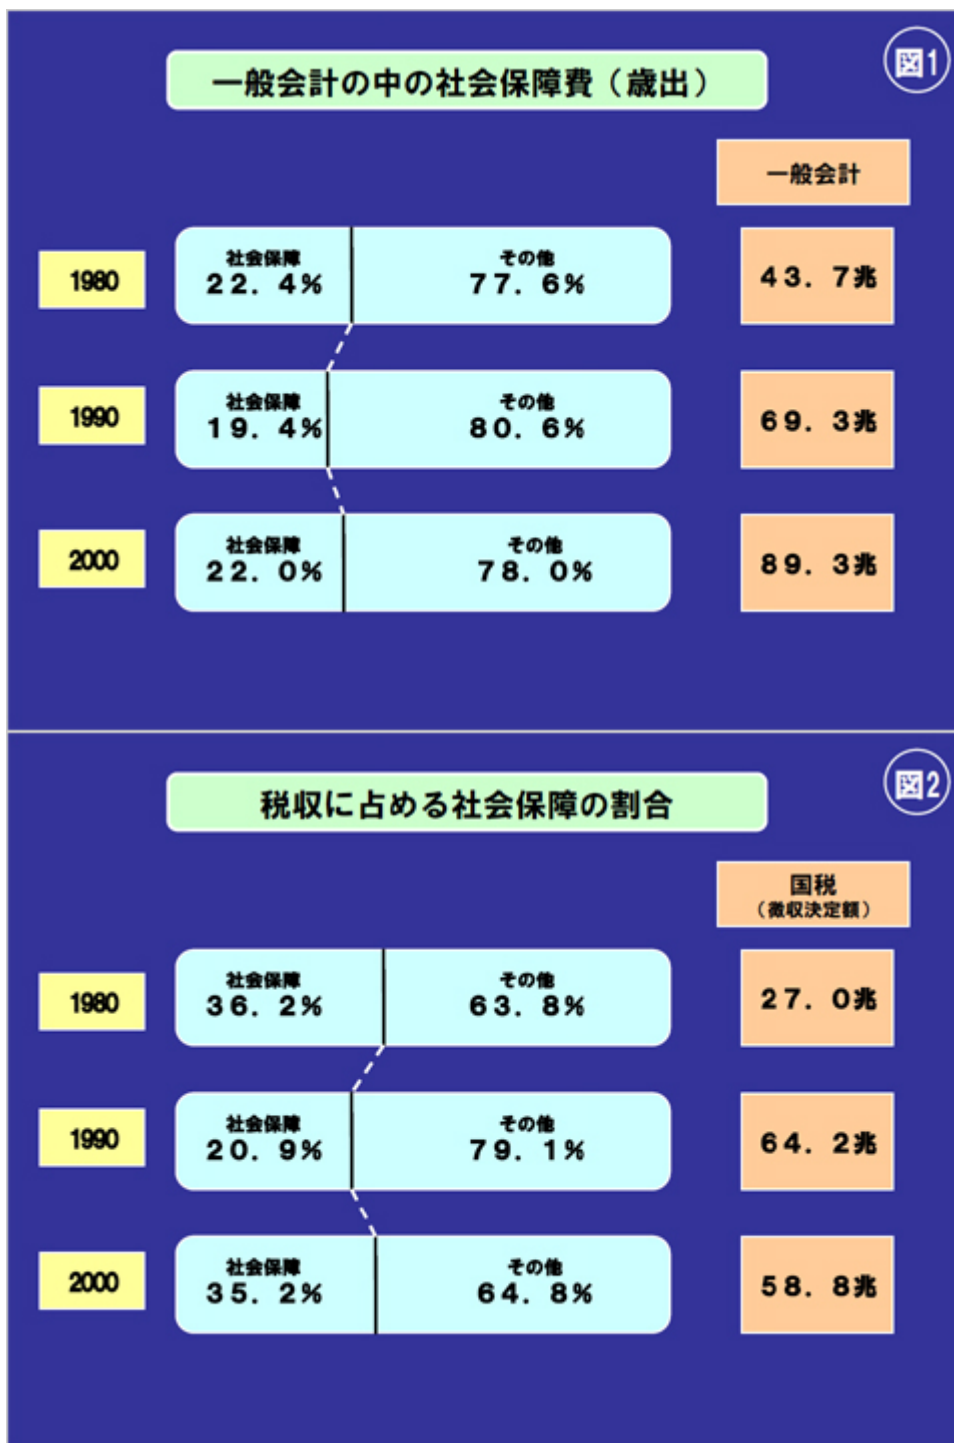 図1
一般会計の中の社会保障費（歳出）
一般会計
1980
社会保障
22．4%
その他
77．6%
43．7兆
1990
社会保障
19．4%
その他
80．6%
69．3兆
2000
社会保障
22．0%
その他
78．0%
89．3兆
図2
税収に占める社会保障の割合
国税
（徴収決定額）
1980
社会保障
36．2%
その他
63．8%
27．0兆
1990
社会保障
20．9%
その他
79．1%
64．2兆
2000
社会保障
35．2%
その他
64．8%
58．8兆